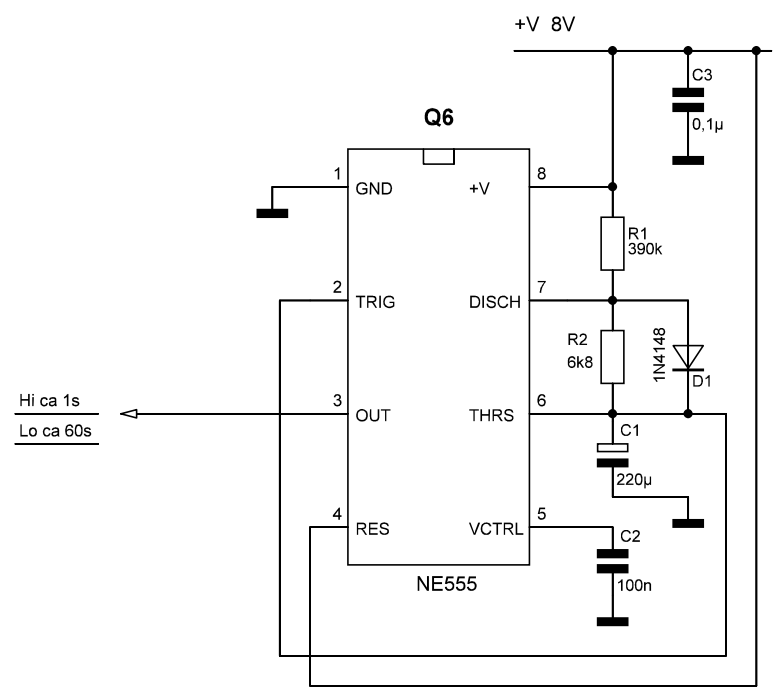 +V 8V
C3
0,1µ
Q6
1
GND
+V
8
R1
390k
2
TRIG
DISCH
7
R2
6k8
1N4148
D1
Hi ca 1s
Lo ca 60s
3
OUT
THRS
6
C1
220µ
4
RES
VCTRL
5
C2
100n
NE555